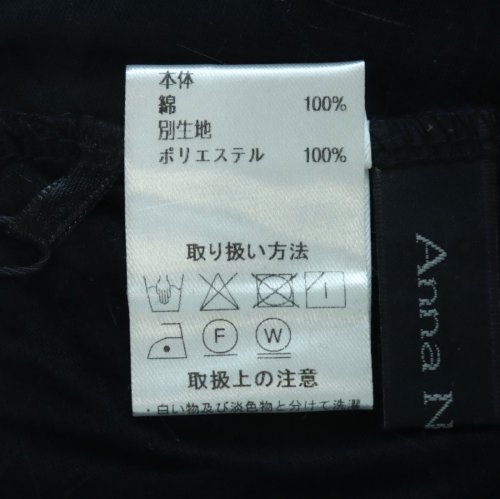 本体
綿 100%
別生地
ポリエステル 100%
取り扱い方法
F W
取扱上の注意
・白い物及び淡色物と分けて洗濯
Anna N